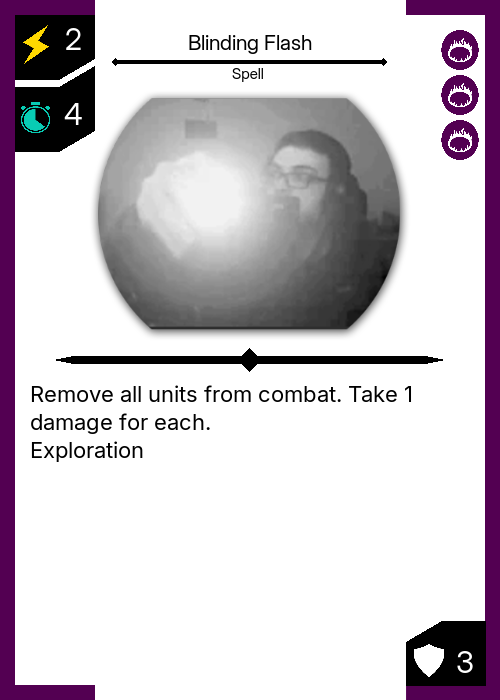 2
Blinding Flash
Spell
4
Remove all units from combat. Take 1
damage for each.
Exploration
3